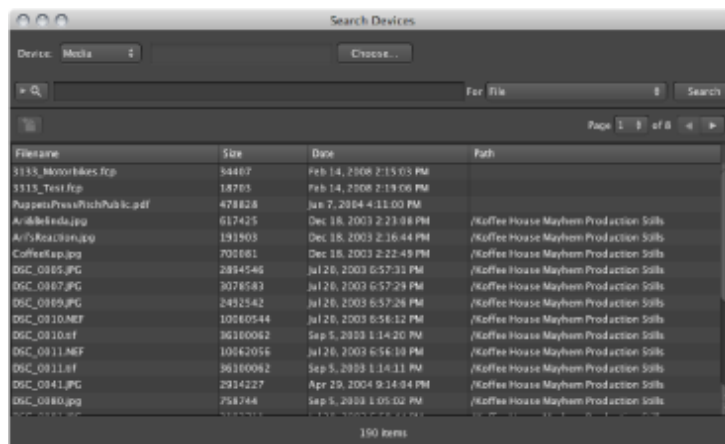 Search Devices
Device: Media Choose...
For File Search
Page 1 of 8
Filename Size Date Path
3133_Motorbikes.fcp 34407 Feb 14, 2008 2:15:03 PM
3313_Test.fcp 18703 Feb 14, 2008 2:19:06 PM
PuppetsPressPitchPublic.pdf 478828 Jun 7, 2004 4:11:00 PM
Ari&Belinda.jpg 617425 Dec 18, 2003 2:23:08 PM /Koffee House Mayhem Production Stills
Ari'sReaction.jpg 191903 Dec 18, 2003 2:16:44 PM /Koffee House Mayhem Production Stills
CoffeeKup.jpg 700081 Dec 18, 2003 2:22:49 PM /Koffee House Mayhem Production Stills
DSC_0005.JPG 2894546 Jul 20, 2003 6:57:31 PM /Koffee House Mayhem Production Stills
DSC_0007.JPG 3078583 Jul 20, 2003 6:57:29 PM /Koffee House Mayhem Production Stills
DSC_0009.JPG 2492542 Jul 20, 2003 6:57:26 PM /Koffee House Mayhem Production Stills
DSC_0010.NEF 10060544 Jul 20, 2003 6:56:12 PM /Koffee House Mayhem Production Stills
DSC_0010.tif 36100062 Sep 5, 2003 1:14:20 PM /Koffee House Mayhem Production Stills
DSC_0011.NEF 10062056 Jul 20, 2003 6:56:10 PM /Koffee House Mayhem Production Stills
DSC_0011.tif 36100062 Sep 5, 2003 1:14:11 PM /Koffee House Mayhem Production Stills
DSC_0041.JPG 2914227 Apr 29, 2004 9:14:04 PM /Koffee House Mayhem Production Stills
DSC_0080.jpg 758744 Sep 5, 2003 1:05:02 PM /Koffee House Mayhem Production Stills
190 items